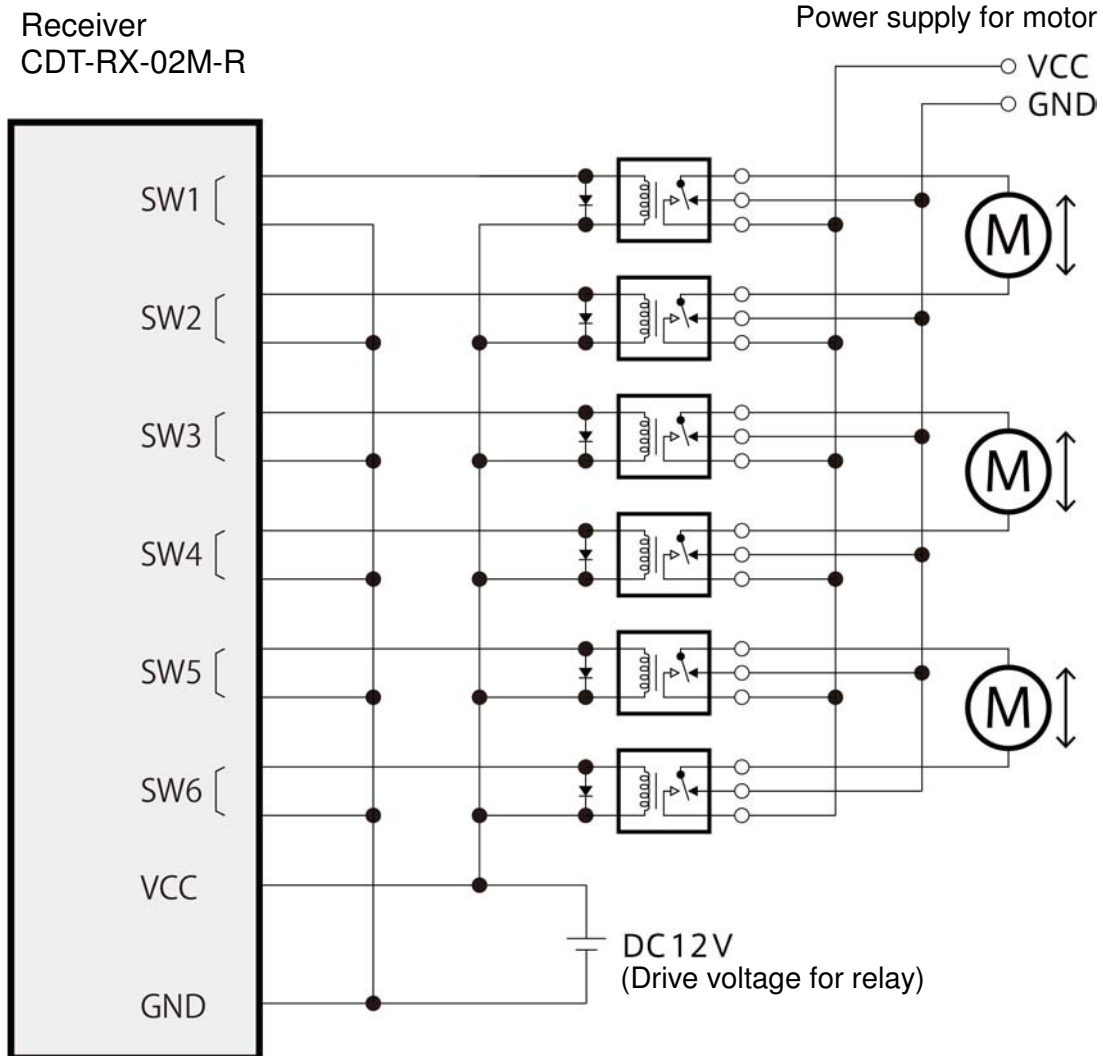 Receiver
CDT-RX-02M-R
Power supply for motor
VCC
GND
SW1
M
SW2
SW3
M
SW4
SW5
M
SW6
VCC
DC12V
(Drive voltage for relay)
GND